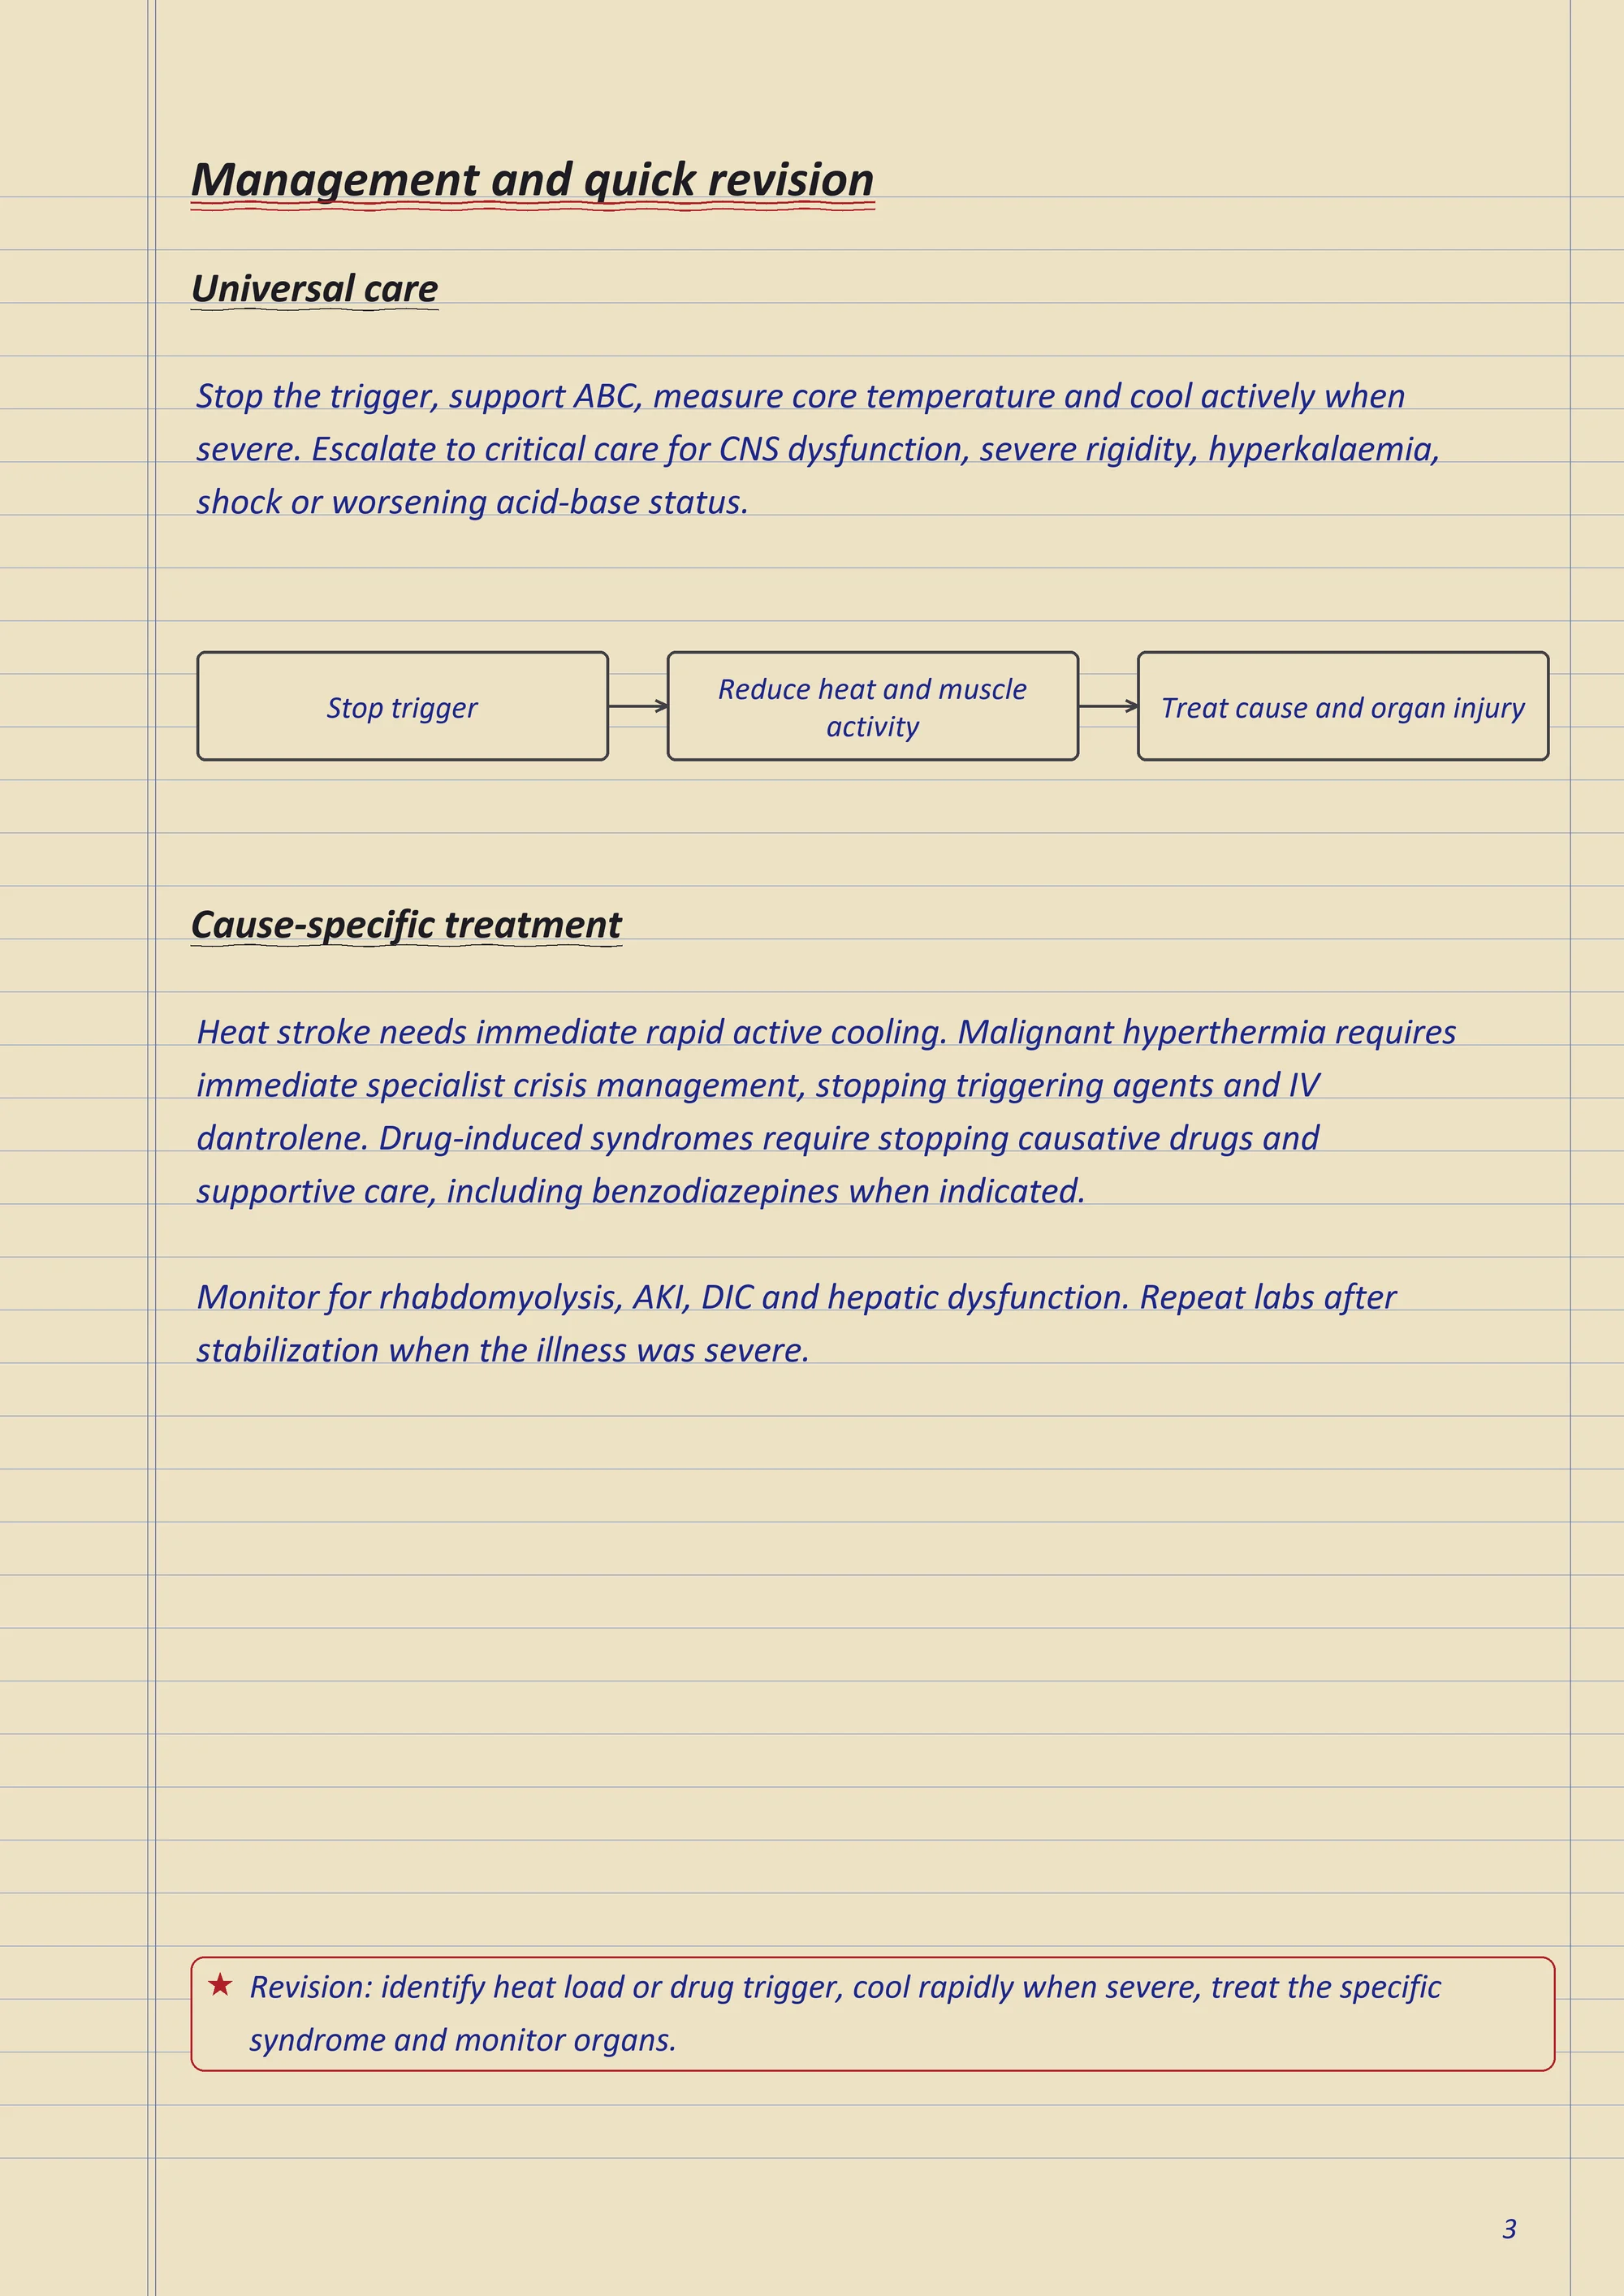 Management and quick revision
Universal care
Stop the trigger, support ABC, measure core temperature and cool actively when
severe. Escalate to critical care for CNS dysfunction, severe rigidity, hyperkalaemia,
shock or worsening acid-base status.
Stop trigger
Reduce heat and muscle
activity
Treat cause and organ injury
Cause-specific treatment
Heat stroke needs immediate rapid active cooling. Malignant hyperthermia requires
immediate specialist crisis management, stopping triggering agents and IV
dantrolene. Drug-induced syndromes require stopping causative drugs and
supportive care, including benzodiazepines when indicated.
Monitor for rhabdomyolysis, AKI, DIC and hepatic dysfunction. Repeat labs after
stabilization when the illness was severe.
★ Revision: identify heat load or drug trigger, cool rapidly when severe, treat the specific
syndrome and monitor organs.
3